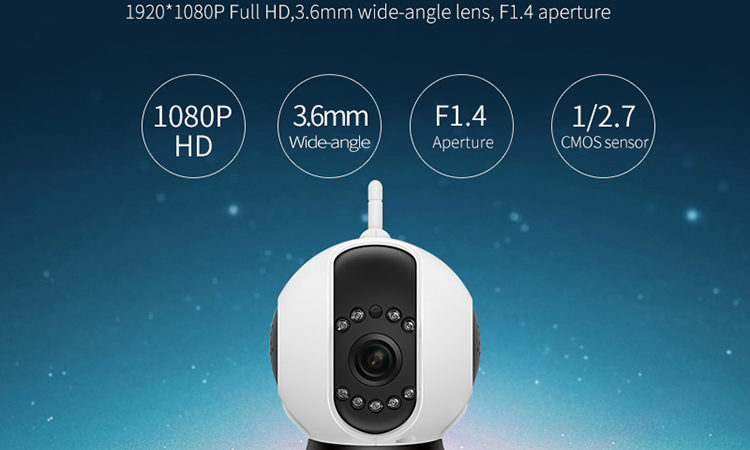 1920*1080P Full HD,3.6mm wide-angle lens, F1.4 aperture
1080P
HD
3.6mm
Wide-angle
F1.4
Aperture
1/2.7
CMOS sensor